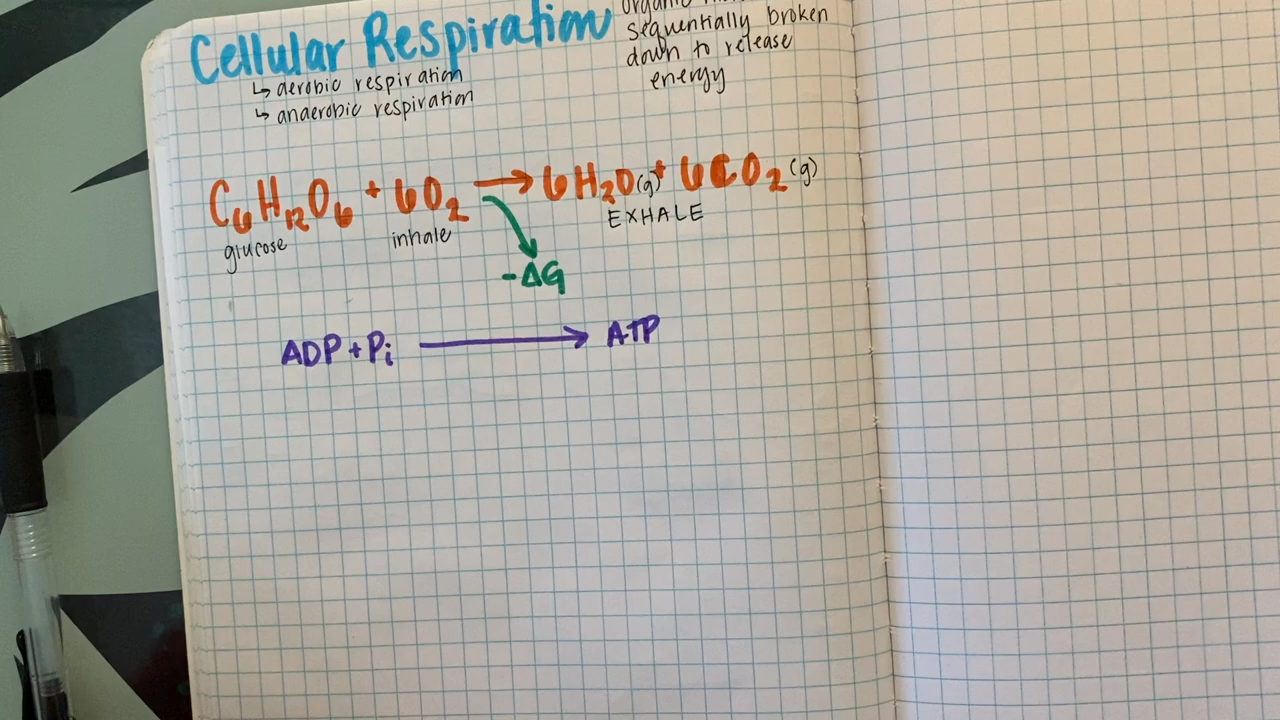 Cellular Respiration
↳ aerobic respiration
↳ anaerobic respiration
sequentially broken
down to release
energy
C6H12O6 + 6O2 → 6H2O(g) + 6CO2(g)
glucose inhale EXHALE
-ΔG
ADP + Pi → ATP